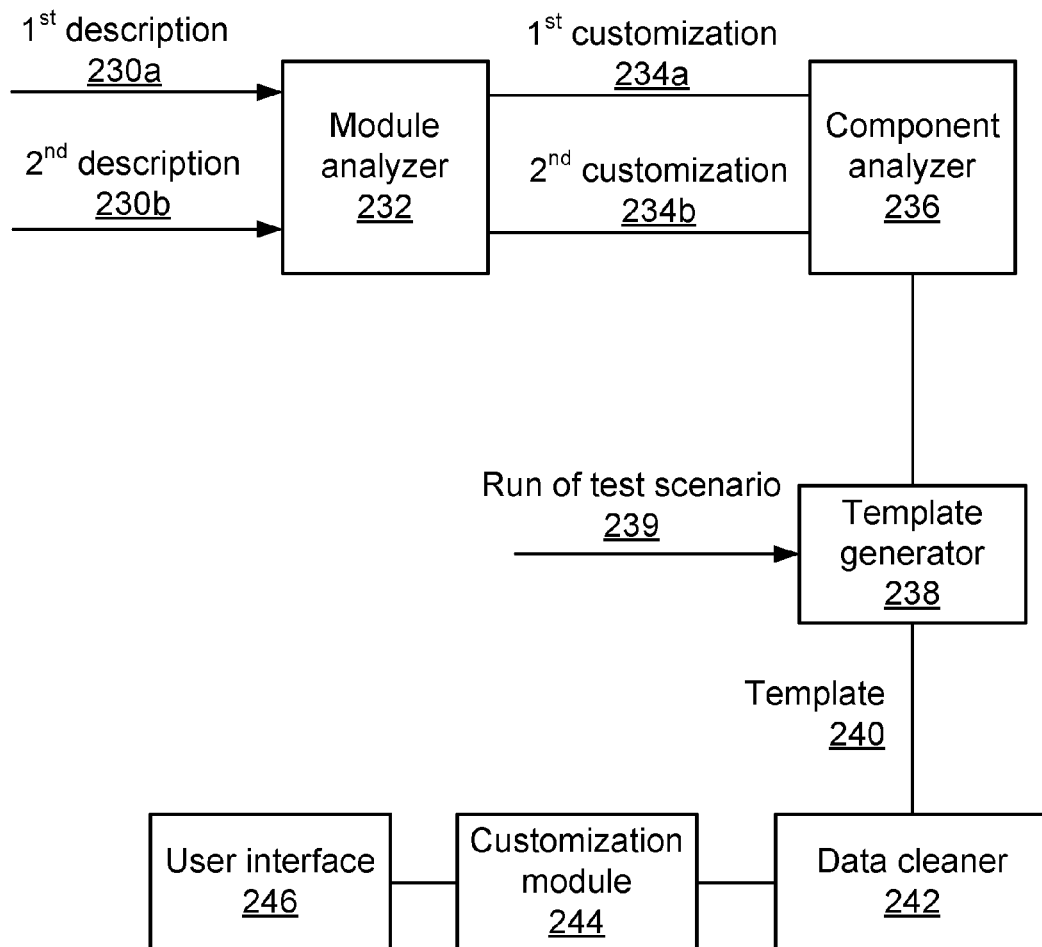 1st description
230a
2nd description
230b
Module
analyzer
232
1st customization
234a
2nd customization
234b
Component
analyzer
236
Run of test scenario
239
Template
generator
238
Template
240
User interface
246
Customization
module
244
Data cleaner
242